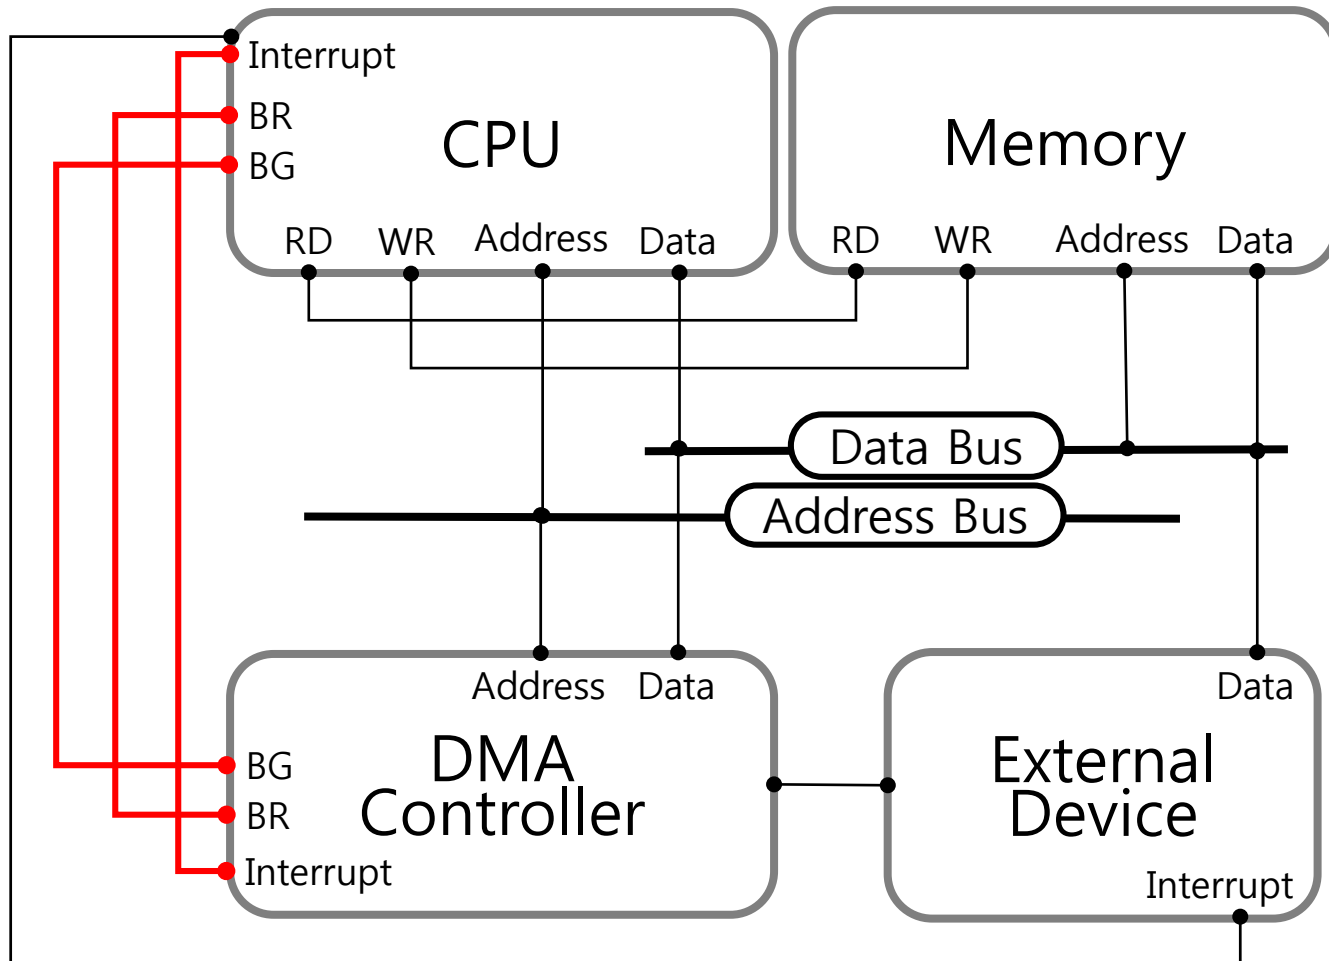 Interrupt
BR
BG
CPU
RD WR Address Data
Memory
RD WR Address Data
Data Bus
Address Bus
Address Data
DMA
Controller
BG
BR
Interrupt
Data
External
Device
Interrupt